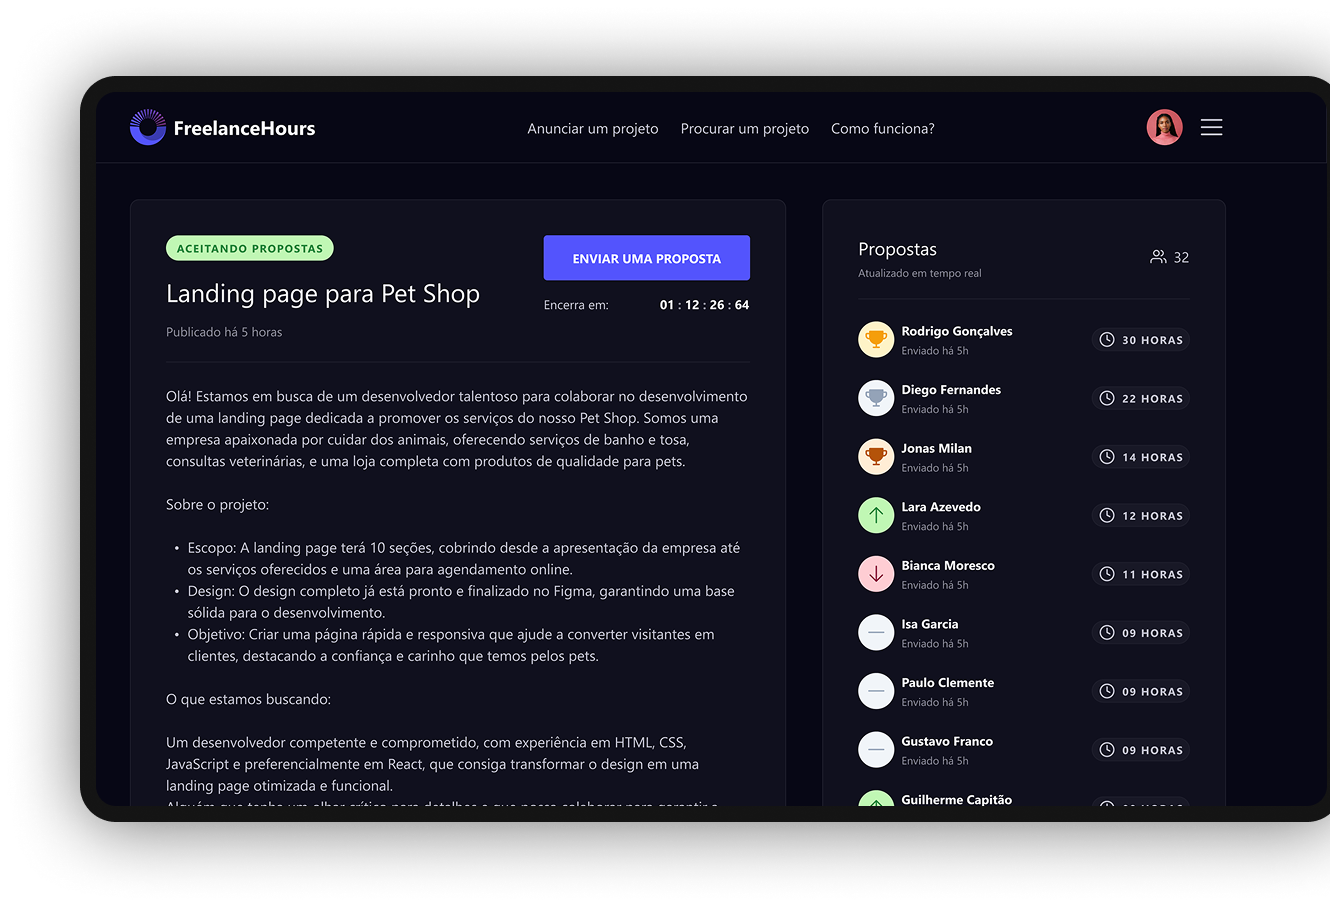 FreelanceHours
Anunciar um projeto
Procurar um projeto
Como funciona?
ACEITANDO PROPOSTAS
Landing page para Pet Shop
Publicado há 5 horas
ENVIAR UMA PROPOSTA
Encerra em: 01 : 12 : 26 : 64
Olá! Estamos em busca de um desenvolvedor talentoso para colaborar no desenvolvimento
de uma landing page dedicada a promover os serviços do nosso Pet Shop. Somos uma
empresa apaixonada por cuidar dos animais, oferecendo serviços de banho e tosa,
consultas veterinárias, e uma loja completa com produtos de qualidade para pets.
Sobre o projeto:
• Escopo: A landing page terá 10 seções, cobrindo desde a apresentação da empresa até
os serviços oferecidos e uma área para agendamento online.
• Design: O design completo já está pronto e finalizado no Figma, garantindo uma base
sólida para o desenvolvimento.
• Objetivo: Criar uma página rápida e responsiva que ajude a converter visitantes em
clientes, destacando a confiança e carinho que temos pelos pets.
O que estamos buscando:
Um desenvolvedor competente e comprometido, com experiência em HTML, CSS,
JavaScript e preferencialmente em React, que consiga transformar o design em uma
landing page otimizada e funcional.
Propostas
Atualizado em tempo real
32
Rodrigo Gonçalves
Enviado há 5h
30 HORAS
Diego Fernandes
Enviado há 5h
22 HORAS
Jonas Milan
Enviado há 5h
14 HORAS
Lara Azevedo
Enviado há 5h
12 HORAS
Bianca Moresco
Enviado há 5h
11 HORAS
Isa Garcia
Enviado há 5h
09 HORAS
Paulo Clemente
Enviado há 5h
09 HORAS
Gustavo Franco
Enviado há 5h
09 HORAS
Guilherme Capitão